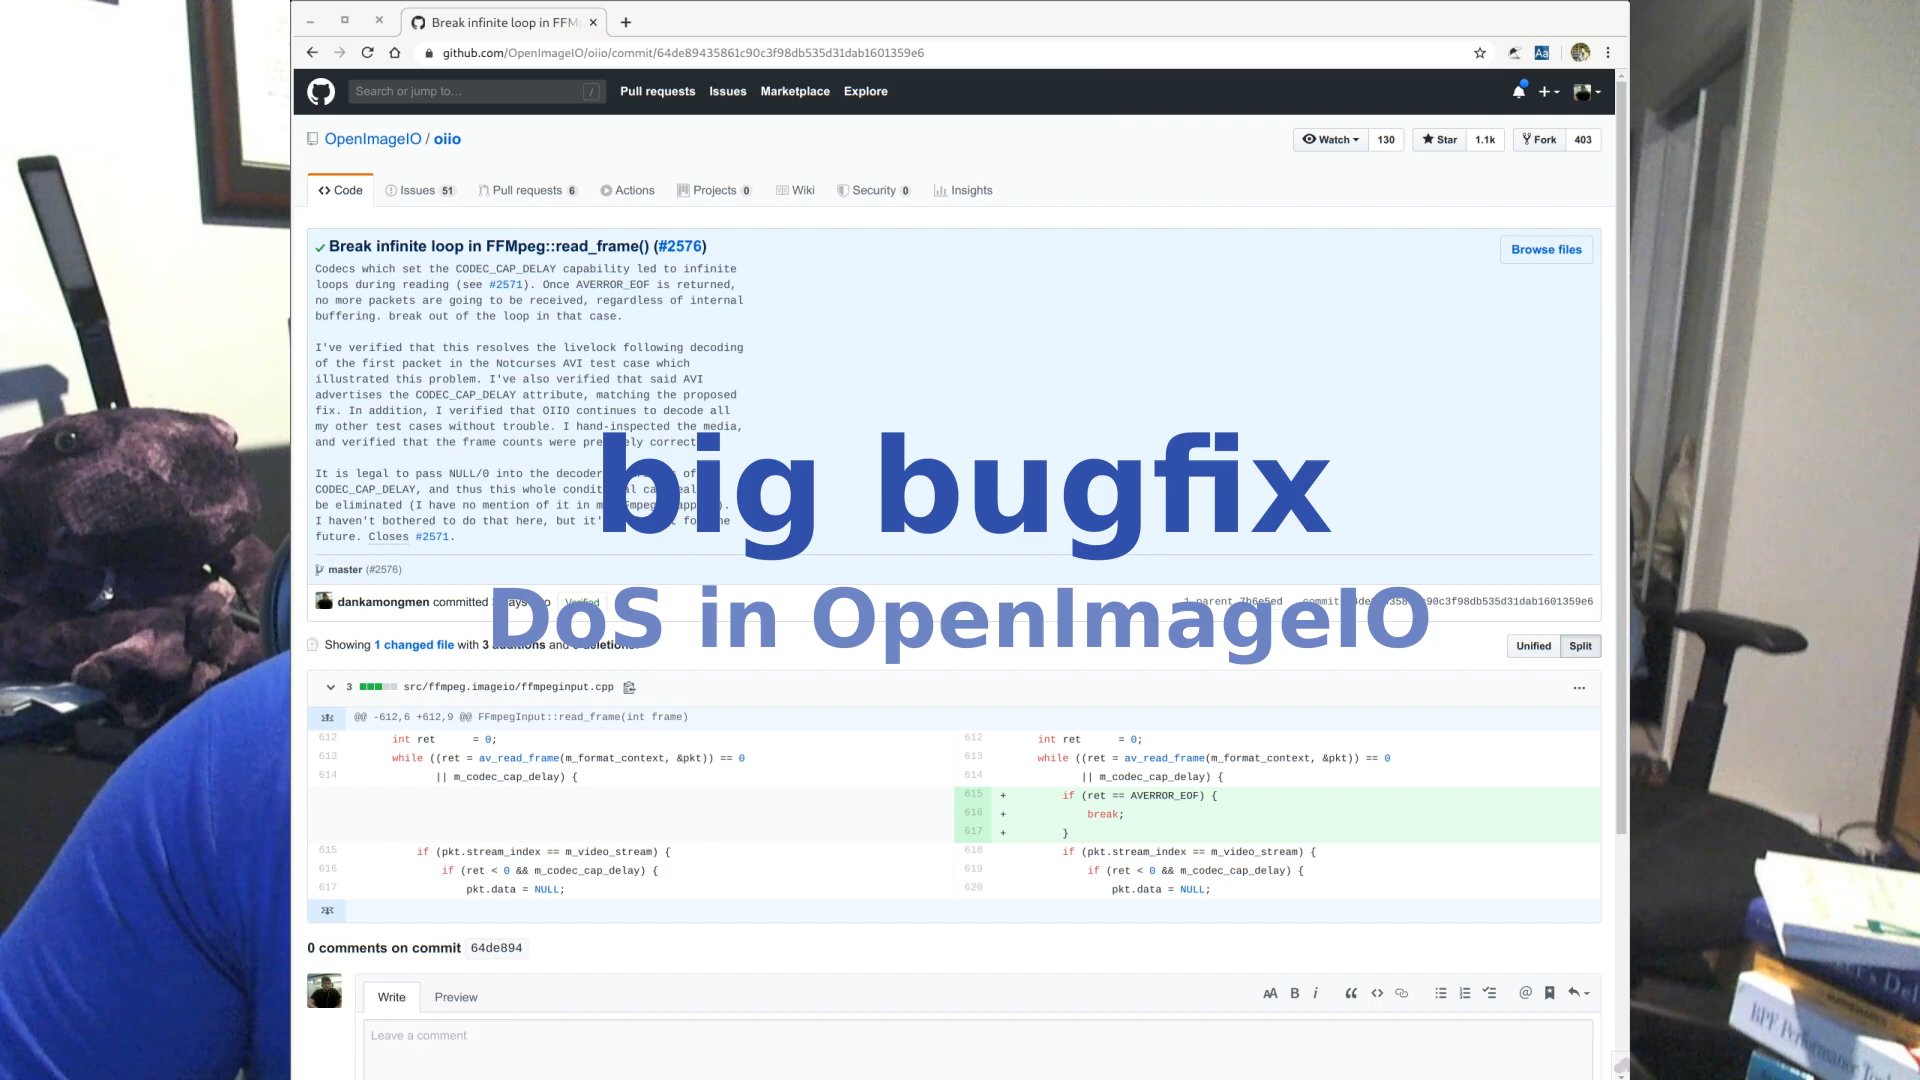 Break infinite loop in FFM
github.com/OpenImageIO/oiio/commit/64de89435861c90c3f98db535d31dab1601359e6
Search or jump to… / Pull requests Issues Marketplace Explore
OpenImageIO / oiio Watch 130 Star 1.1k Fork 403
Code Issues 51 Pull requests 6 Actions Projects 0 Wiki Security 0 Insights
Break infinite loop in FFMpeg::read_frame() (#2576) Browse files
Codecs which set the CODEC_CAP_DELAY capability led to infinite
loops during reading (see #2571). Once AVERROR_EOF is returned,
no more packets are going to be received, regardless of internal
buffering. break out of the loop in that case.
I've verified that this resolves the livelock following decoding
of the first packet in the Notcurses AVI test case which
illustrated this problem. I've also verified that said AVI
advertises the CODEC_CAP_DELAY attribute, matching the proposed
fix. In addition, I verified that OIIO continues to decode all
my other test cases without trouble. I hand-inspected the media,
and verified that the frame counts were correct
It is legal to pass NULL/0 into the decoder of
CODEC_CAP_DELAY, and thus this whole
be eliminated (I have no mention of it in
I haven't bothered to do that here, but
future. Closes #2571.
big bugfix
master (#2576)
dankamongmen committed Verified 1 parent 7b6e5ed commit
DoS in OpenImageIO
Showing 1 changed file with 3 additions and Unified Split
3 src/ffmpeg.imageio/ffmpeginput.cpp
@@ -612,6 +612,9 @@ FFmpegInput::read_frame(int frame)
612 int ret = 0; 612 int ret = 0;
613 while ((ret = av_read_frame(m_format_context, &pkt)) == 0 613 while ((ret = av_read_frame(m_format_context, &pkt)) == 0
614 || m_codec_cap_delay) { 614 || m_codec_cap_delay) {
615 + if (ret == AVERROR_EOF) {
616 + break;
617 + }
615 if (pkt.stream_index == m_video_stream) { 618 if (pkt.stream_index == m_video_stream) {
616 if (ret < 0 && m_codec_cap_delay) { 619 if (ret < 0 && m_codec_cap_delay) {
617 pkt.data = NULL; 620 pkt.data = NULL;
0 comments on commit 64de894
Write Preview
Leave a comment
BPF Performance